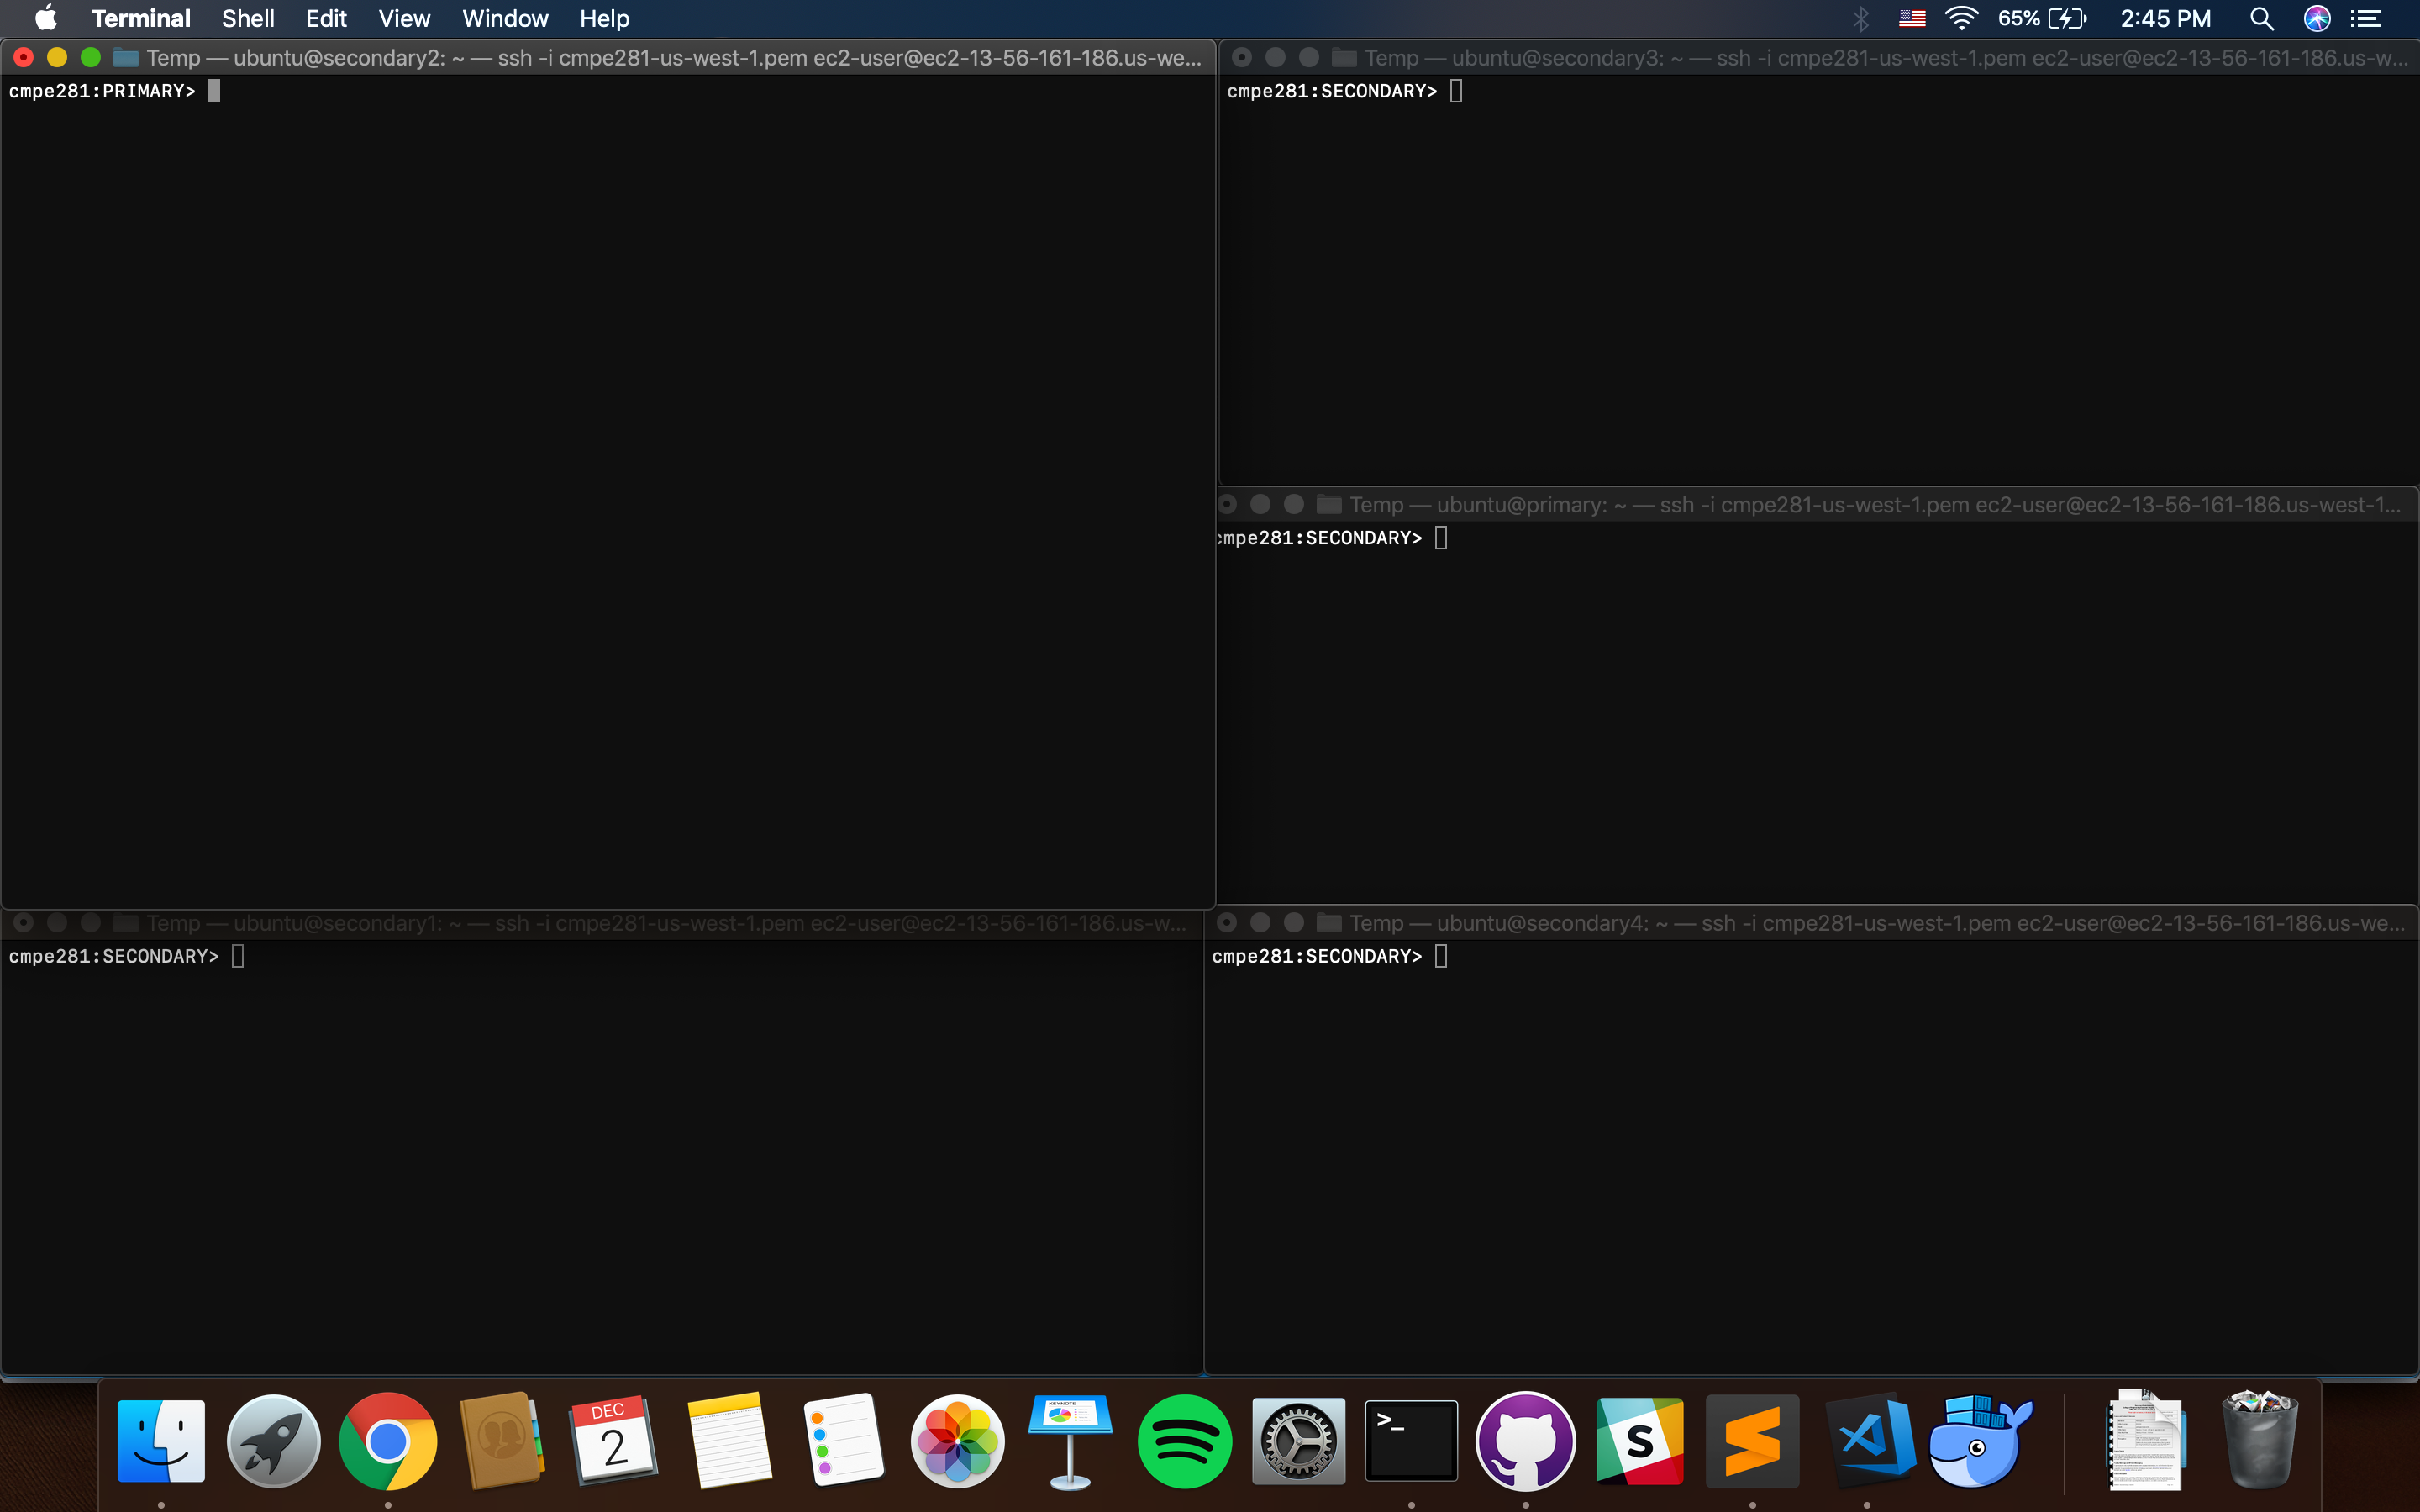 Terminal Shell Edit View Window Help 65% 2:45 PM
Temp — ubuntu@secondary2: ~ — ssh -i cmpe281-us-west-1.pem ec2-user@ec2-13-56-161-186.us-we...
cmpe281:PRIMARY>
Temp — ubuntu@secondary3: ~ — ssh -i cmpe281-us-west-1.pem ec2-user@ec2-13-56-161-186.us-w...
cmpe281:SECONDARY>
Temp — ubuntu@primary: ~ — ssh -i cmpe281-us-west-1.pem ec2-user@ec2-13-56-161-186.us-west-1...
cmpe281:SECONDARY>
Temp — ubuntu@secondary1: ~ — ssh -i cmpe281-us-west-1.pem ec2-user@ec2-13-56-161-186.us-w...
cmpe281:SECONDARY>
Temp — ubuntu@secondary4: ~ — ssh -i cmpe281-us-west-1.pem ec2-user@ec2-13-56-161-186.us-we...
cmpe281:SECONDARY>
DEC
2
KEYNOTE
>_
S